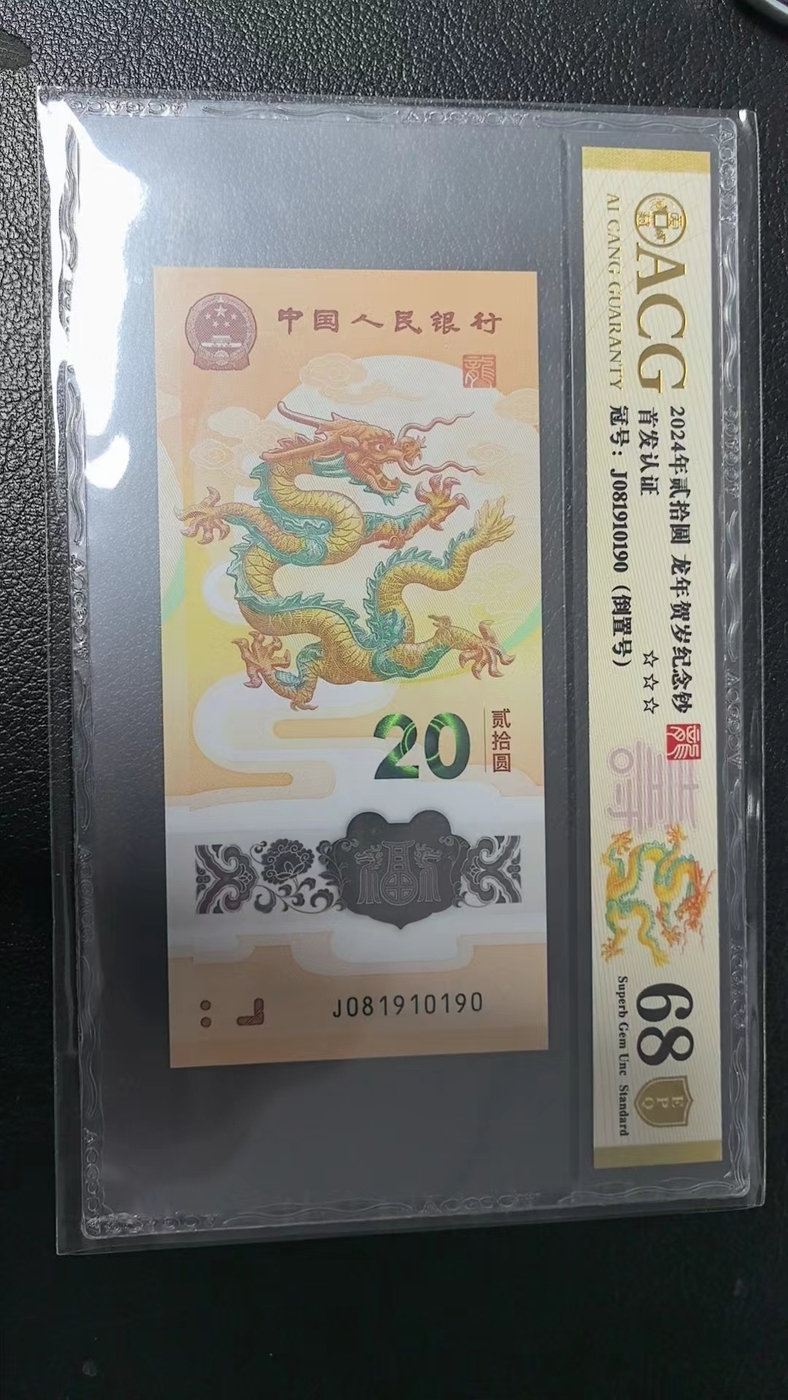 中国人民银行
龍
20
贰拾圆
福
J081910190
ACG
AI CANG GUARANTY
2024年贰拾圆 龙年贺岁纪念钞
首发认证 ☆☆☆
冠号：J081910190（倒置号）
68
EPQ
Superb Gem Unc Standard